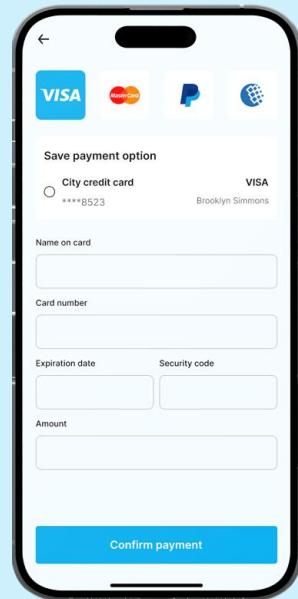 VISA
MasterCard
Save payment option
City credit card
VISA
****8523
Brooklyn Simmons
Name on card
Card number
Expiration date
Security code
Amount
Confirm payment